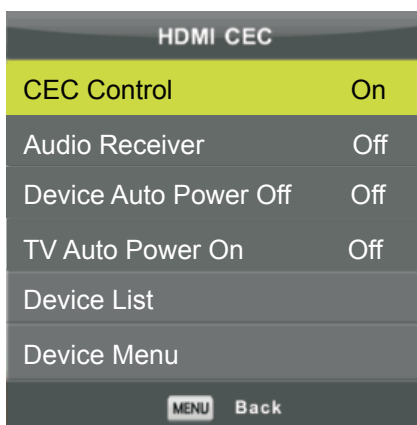 HDMI CEC
CEC Control On
Audio Receiver Off
Device Auto Power Off Off
TV Auto Power On Off
Device List
Device Menu
MENU Back